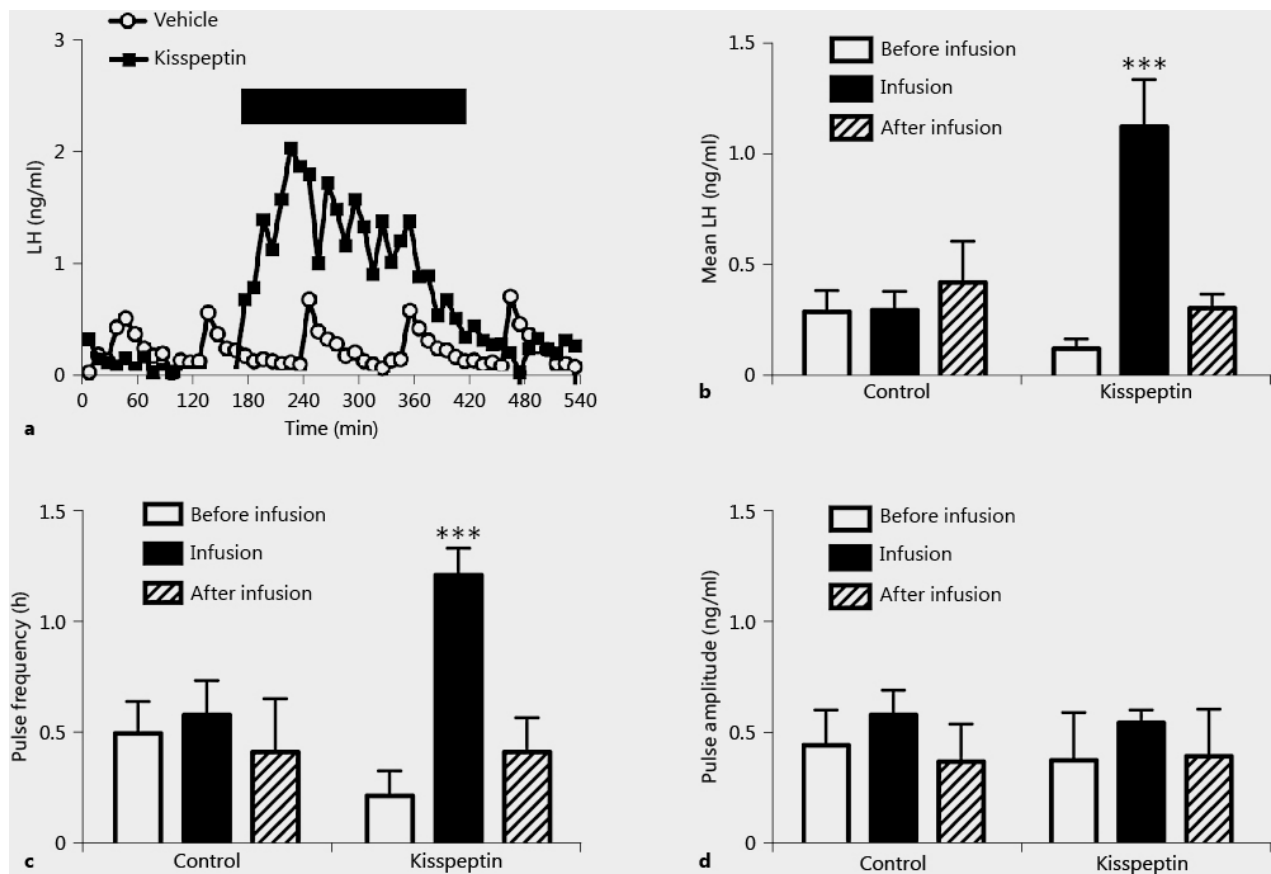 Vehicle
Kisspeptin
3
2
1
0
LH (ng/ml)
0 60 120 180 240 300 360 420 480 540
Time (min)
a
Before infusion
Infusion
After infusion
***
1.5
1.0
0.5
0
Mean LH (ng/ml)
Control Kisspeptin
b
Before infusion
Infusion
After infusion
***
1.5
1.0
0.5
0
Pulse frequency (h)
Control Kisspeptin
c
Before infusion
Infusion
After infusion
1.5
1.0
0.5
0
Pulse amplitude (ng/ml)
Control Kisspeptin
d